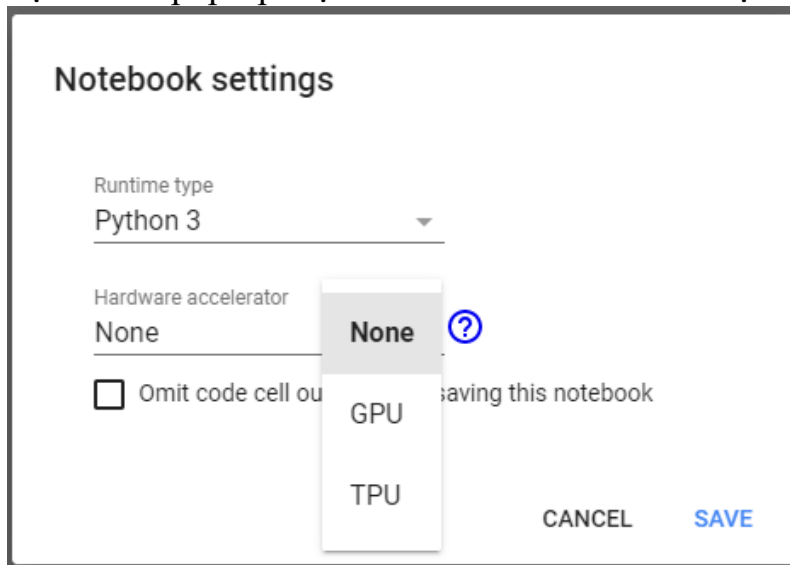 Notebook settings
Runtime type
Python 3
Hardware accelerator
None
None
GPU
TPU
Omit code cell ou
saving this notebook
CANCEL
SAVE